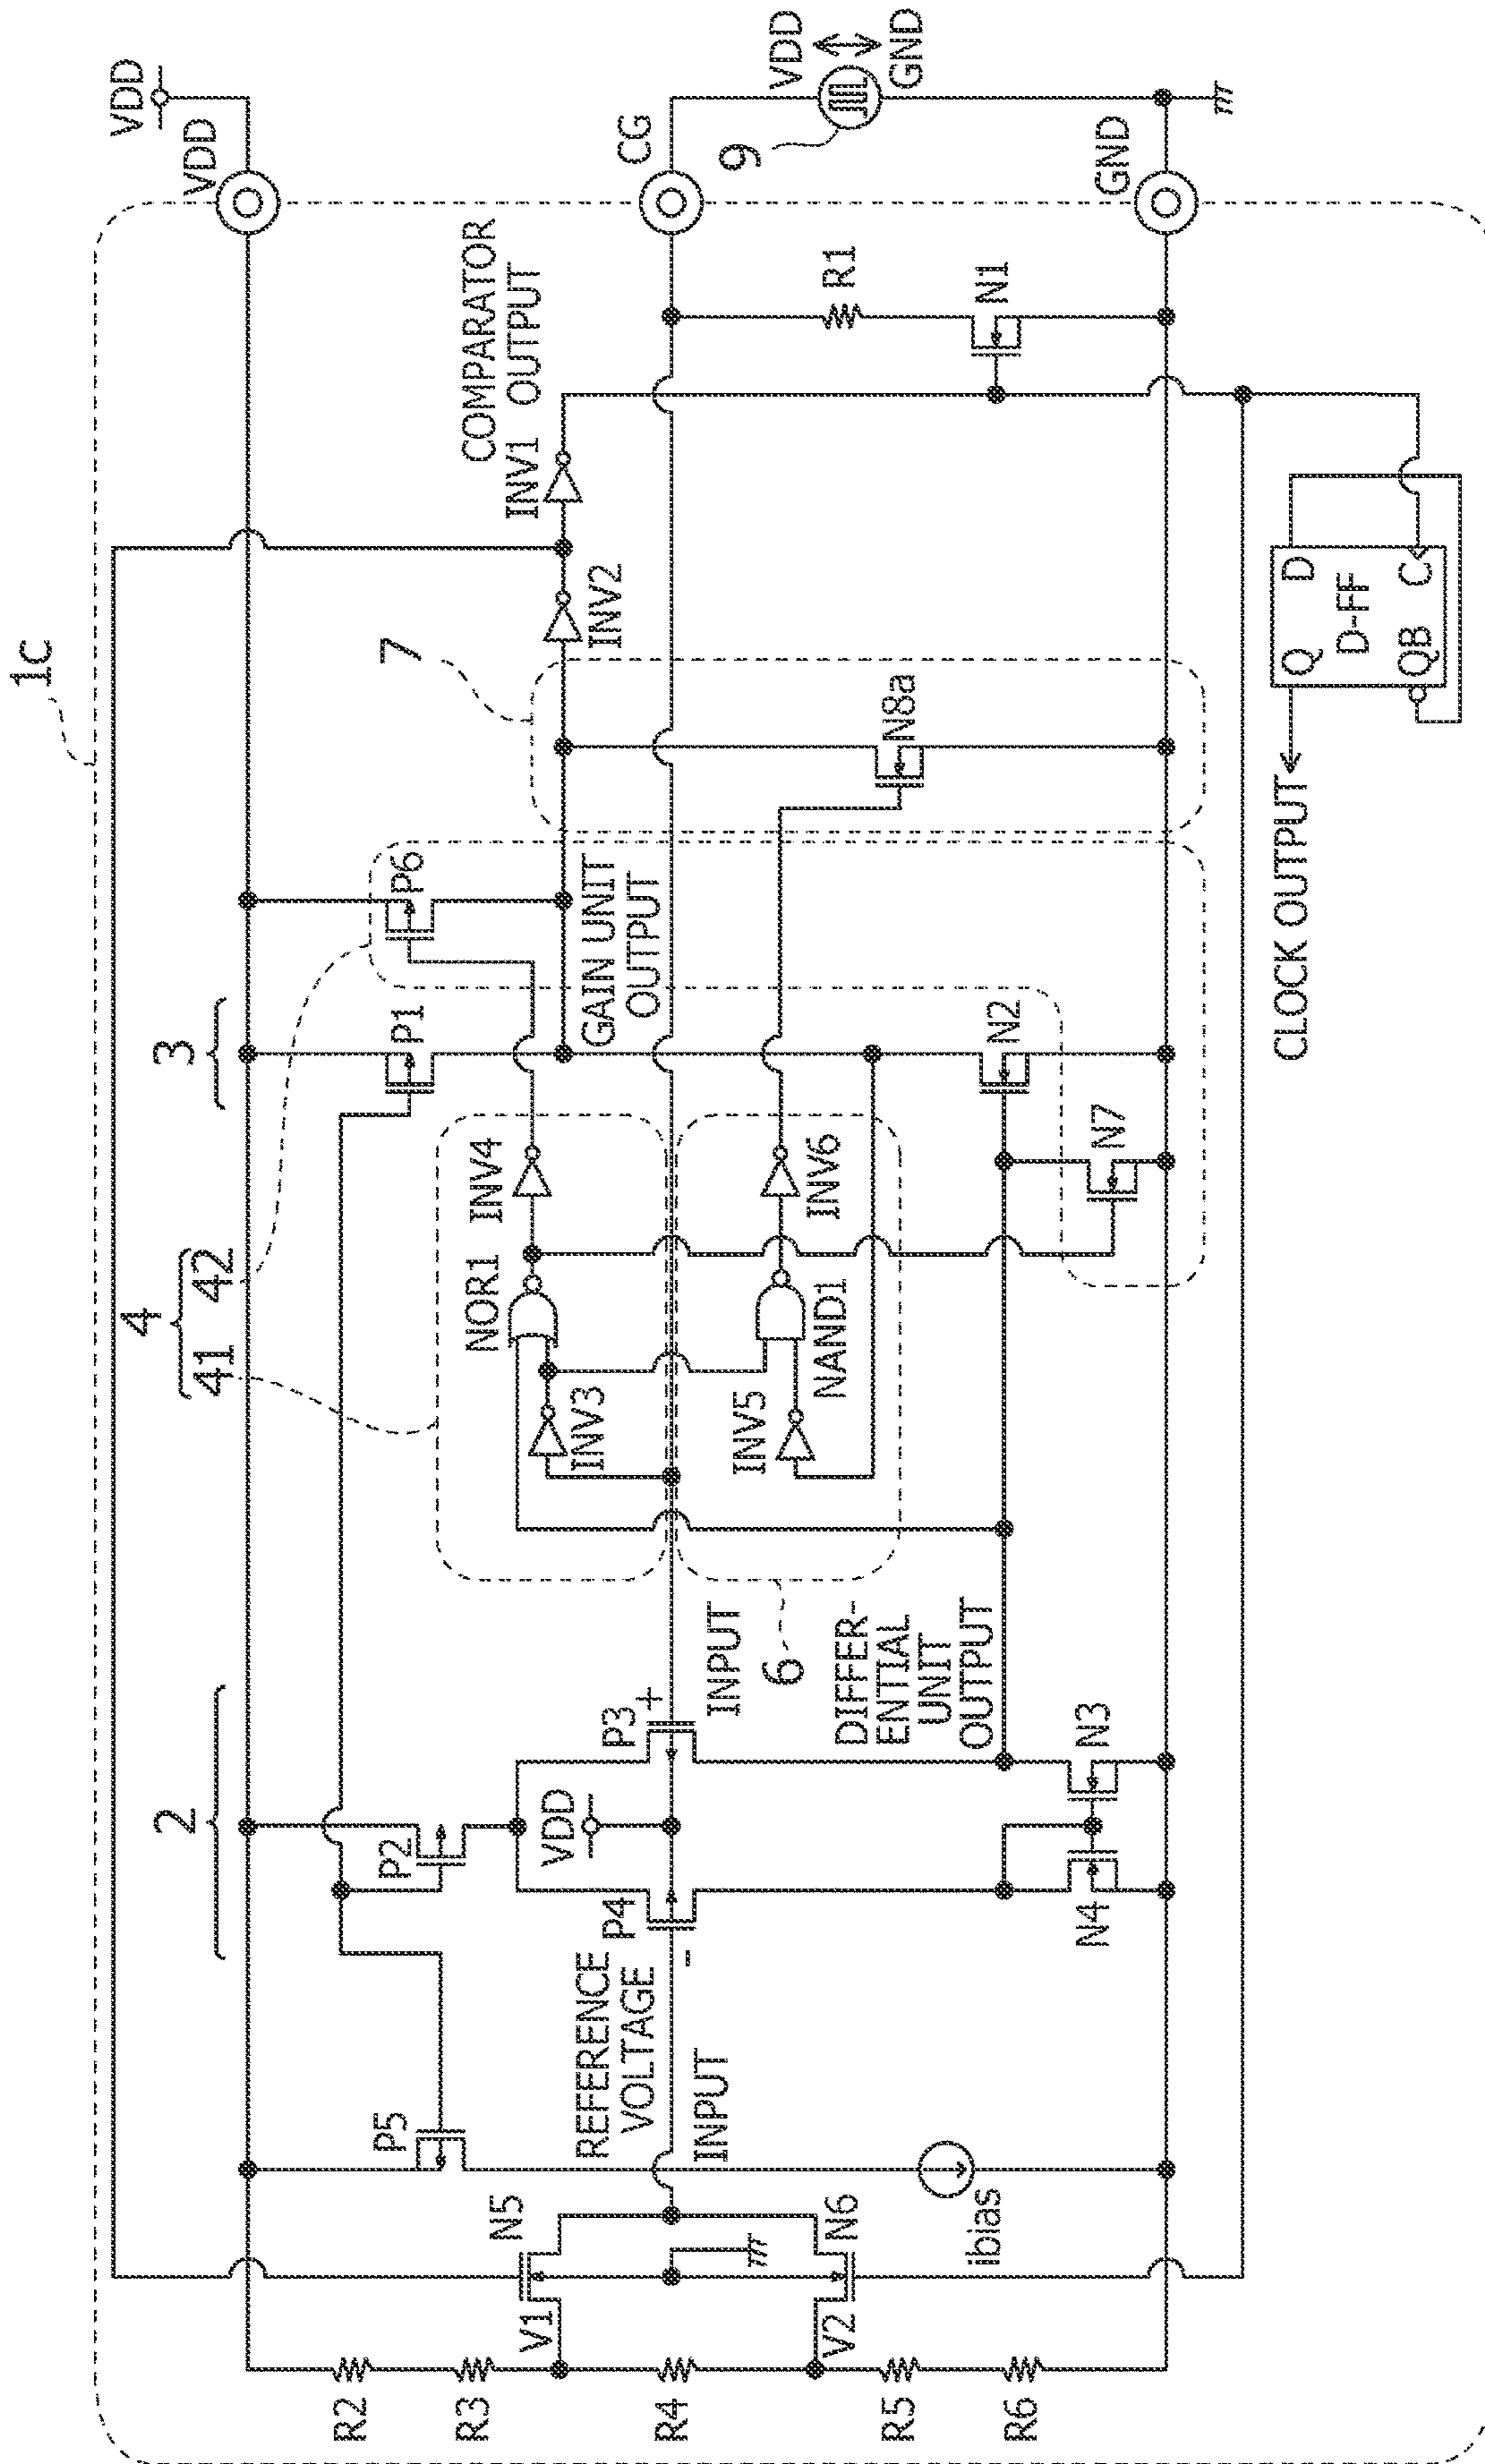 1c
VDD
VDD
CG
VDD
GND
9
GND
COMPARATOR
OUTPUT
INV1
R1
N1
INV2
7
N8a
D
Q
D-FF
C
QB
CLOCK OUTPUT
P6
GAIN UNIT
OUTPUT
3
P1
N2
N7
INV4
INV6
NOR1
NAND1
INV3
INV5
4
41
42
6
2
P2
P3
+
INPUT
VDD
P4
-
DIFFER-
ENTIAL
UNIT
OUTPUT
N3
N4
REFERENCE
VOLTAGE
INPUT
P5
N5
N6
ibias
V1
V2
R2
R3
R4
R5
R6